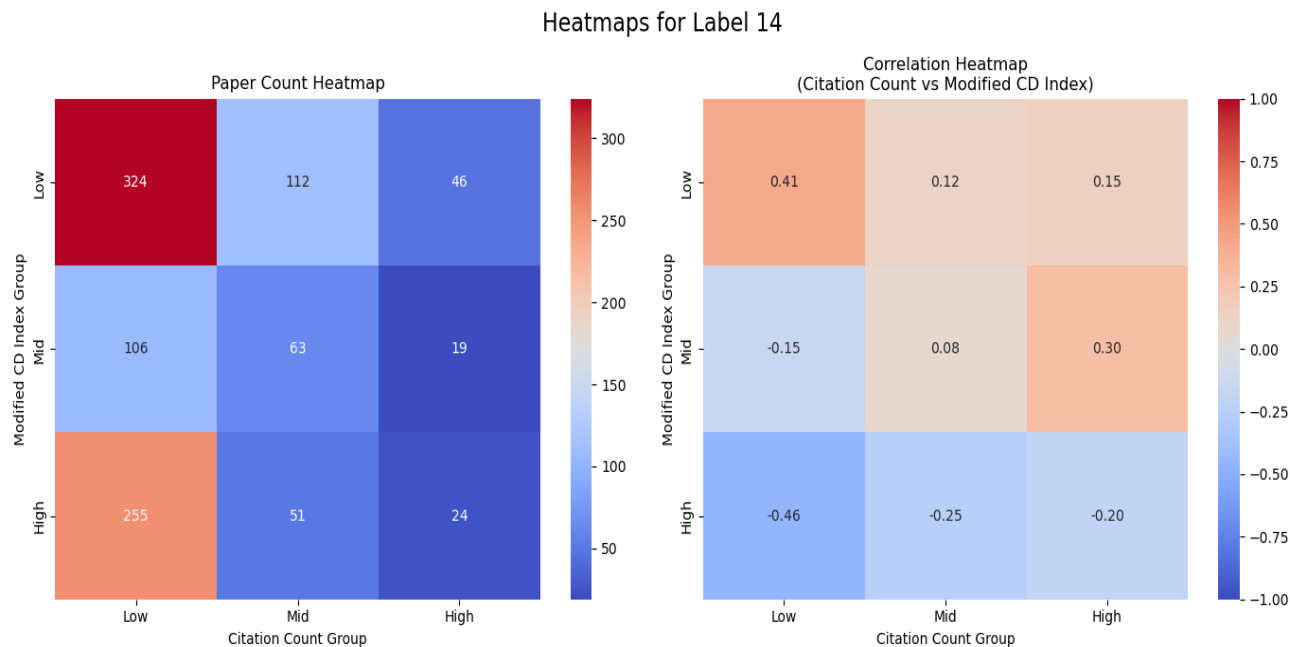 Heatmaps for Label 14
Paper Count Heatmap
Modified CD Index Group
Low
324 112 46
Mid
106 63 19
High
255 51 24
Low Mid High
Citation Count Group
300
250
200
150
100
50
Correlation Heatmap
(Citation Count vs Modified CD Index)
Modified CD Index Group
Low
0.41 0.12 0.15
Mid
-0.15 0.08 0.30
High
-0.46 -0.25 -0.20
Low Mid High
Citation Count Group
1.00
0.75
0.50
0.25
0.00
−0.25
−0.50
−0.75
−1.00